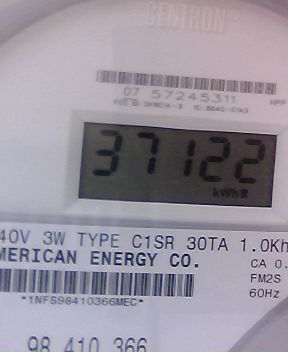 CENTRON®
07 57245311
37122
kWh R
40V 3W TYPE C1SR 30TA 1.0Kh
MERICAN ENERGY CO.
CA 0.
FM2S
60Hz
*1NFS98410366MEC*
98 410 366